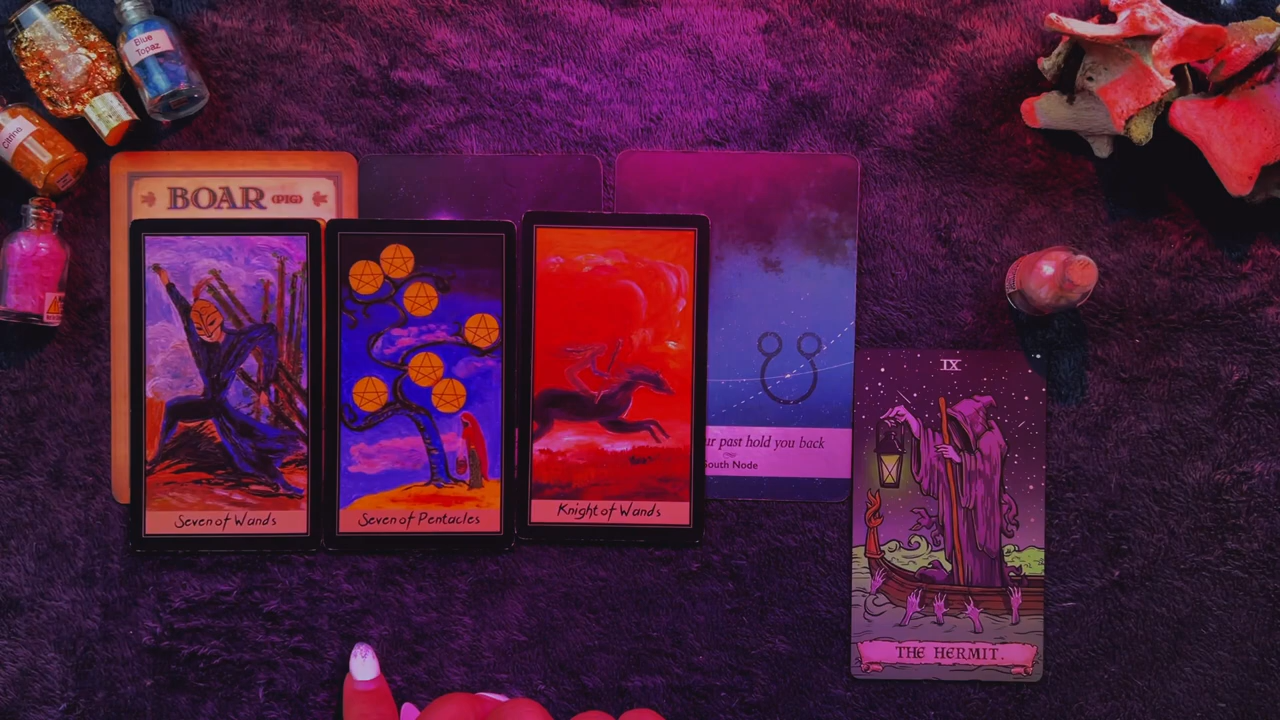 Blue
Topaz
Citrine
BOAR (PIG)
Seven of Wands
Seven of Pentacles
Knight of Wands
past hold you back
South Node
IX
THE HERMIT.